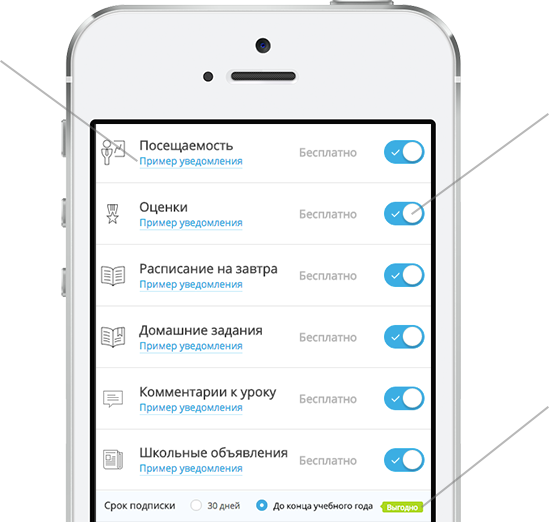 Посещаемость
Пример уведомления
Бесплатно
Оценки
Пример уведомления
Бесплатно
Расписание на завтра
Пример уведомления
Бесплатно
Домашние задания
Пример уведомления
Бесплатно
Комментарии к уроку
Пример уведомления
Бесплатно
Школьные объявления
Пример уведомления
Бесплатно
Срок подписки 30 дней До конца учебного года Выгодно